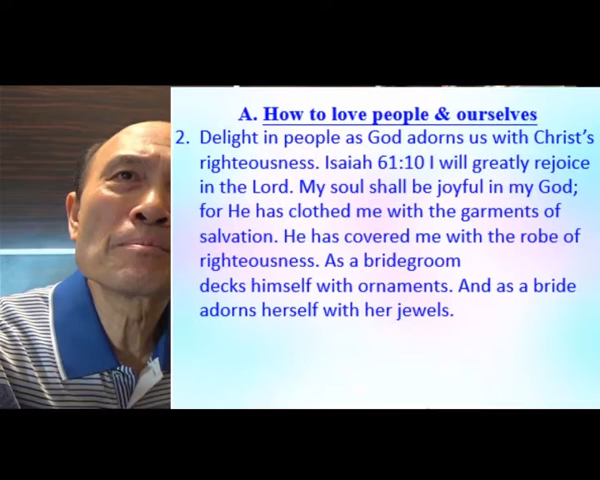 A. How to love people & ourselves
2. Delight in people as God adorns us with Christ's
righteousness. Isaiah 61:10 I will greatly rejoice
in the Lord. My soul shall be joyful in my God;
for He has clothed me with the garments of
salvation. He has covered me with the robe of
righteousness. As a bridegroom
decks himself with ornaments. And as a bride
adorns herself with her jewels.